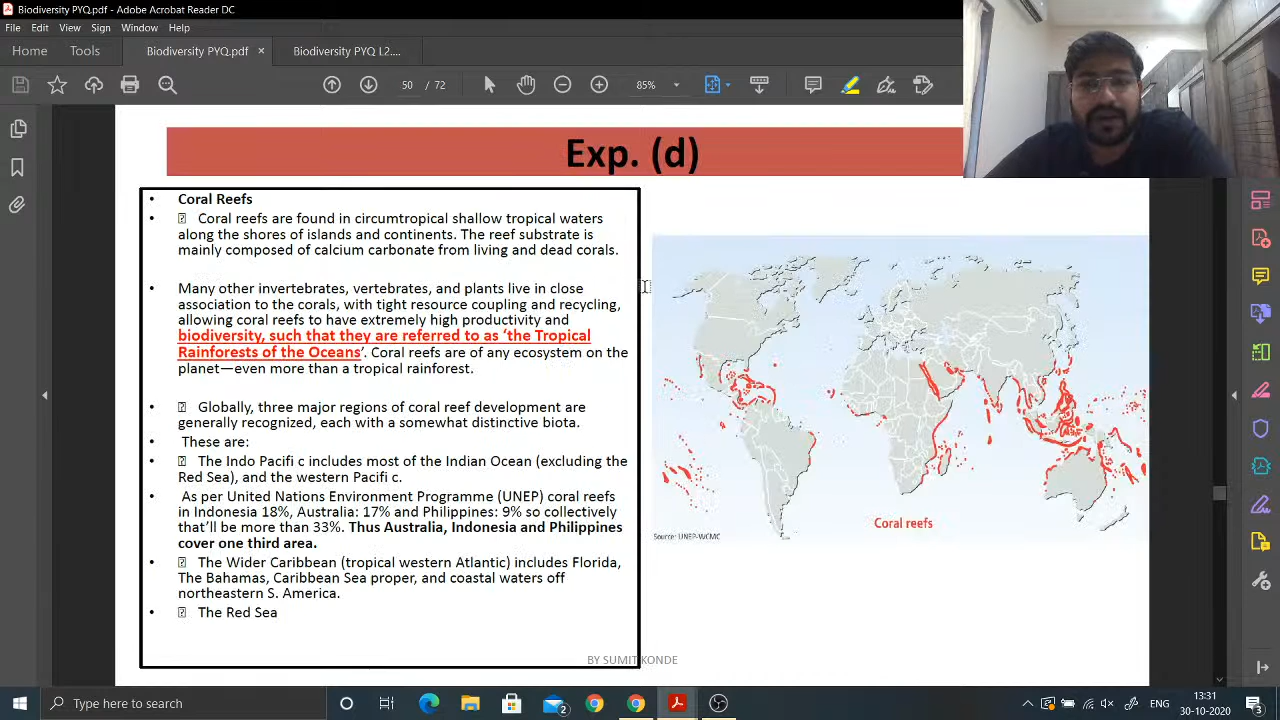 Biodiversity PYQ.pdf - Adobe Acrobat Reader DC
File Edit View Sign Window Help
Home Tools Biodiversity PYQ.pdf × Biodiversity PYQ L2....
50 / 72 85%
Exp. (d)
• Coral Reefs
• Coral reefs are found in circumtropical shallow tropical waters
along the shores of islands and continents. The reef substrate is
mainly composed of calcium carbonate from living and dead corals.
• Many other invertebrates, vertebrates, and plants live in close
association to the corals, with tight resource coupling and recycling,
allowing coral reefs to have extremely high productivity and
biodiversity, such that they are referred to as ‘the Tropical
Rainforests of the Oceans’. Coral reefs are of any ecosystem on the
planet—even more than a tropical rainforest.
• Globally, three major regions of coral reef development are
generally recognized, each with a somewhat distinctive biota.
• These are:
• The Indo Pacifi c includes most of the Indian Ocean (excluding the
Red Sea), and the western Pacifi c.
• As per United Nations Environment Programme (UNEP) coral reefs
in Indonesia 18%, Australia: 17% and Philippines: 9% so collectively
that’ll be more than 33%. Thus Australia, Indonesia and Philippines
cover one third area.
• The Wider Caribbean (tropical western Atlantic) includes Florida,
The Bahamas, Caribbean Sea proper, and coastal waters off
northeastern S. America.
• The Red Sea
Coral reefs
Source: UNEP-WCMC
BY SUMIT KONDE
Type here to search
2
ENG
13:31
30-10-2020
3